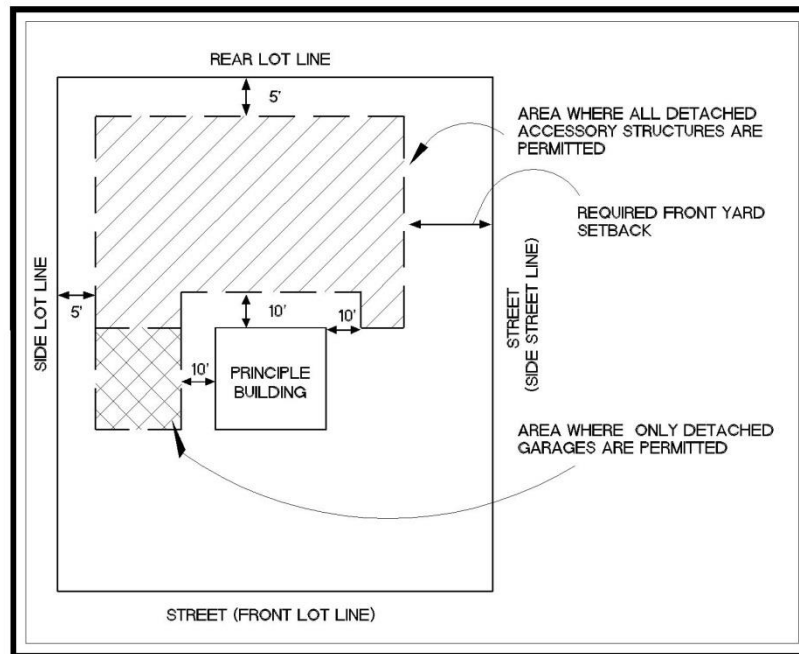 REAR LOT LINE
5'
AREA WHERE ALL DETACHED
ACCESSORY STRUCTURES ARE
PERMITTED
REQUIRED FRONT YARD
SETBACK
SIDE LOT LINE
5'
10'
10'
10'
PRINCIPLE
BUILDING
STREET
(SIDE STREET LINE)
AREA WHERE ONLY DETACHED
GARAGES ARE PERMITTED
STREET (FRONT LOT LINE)